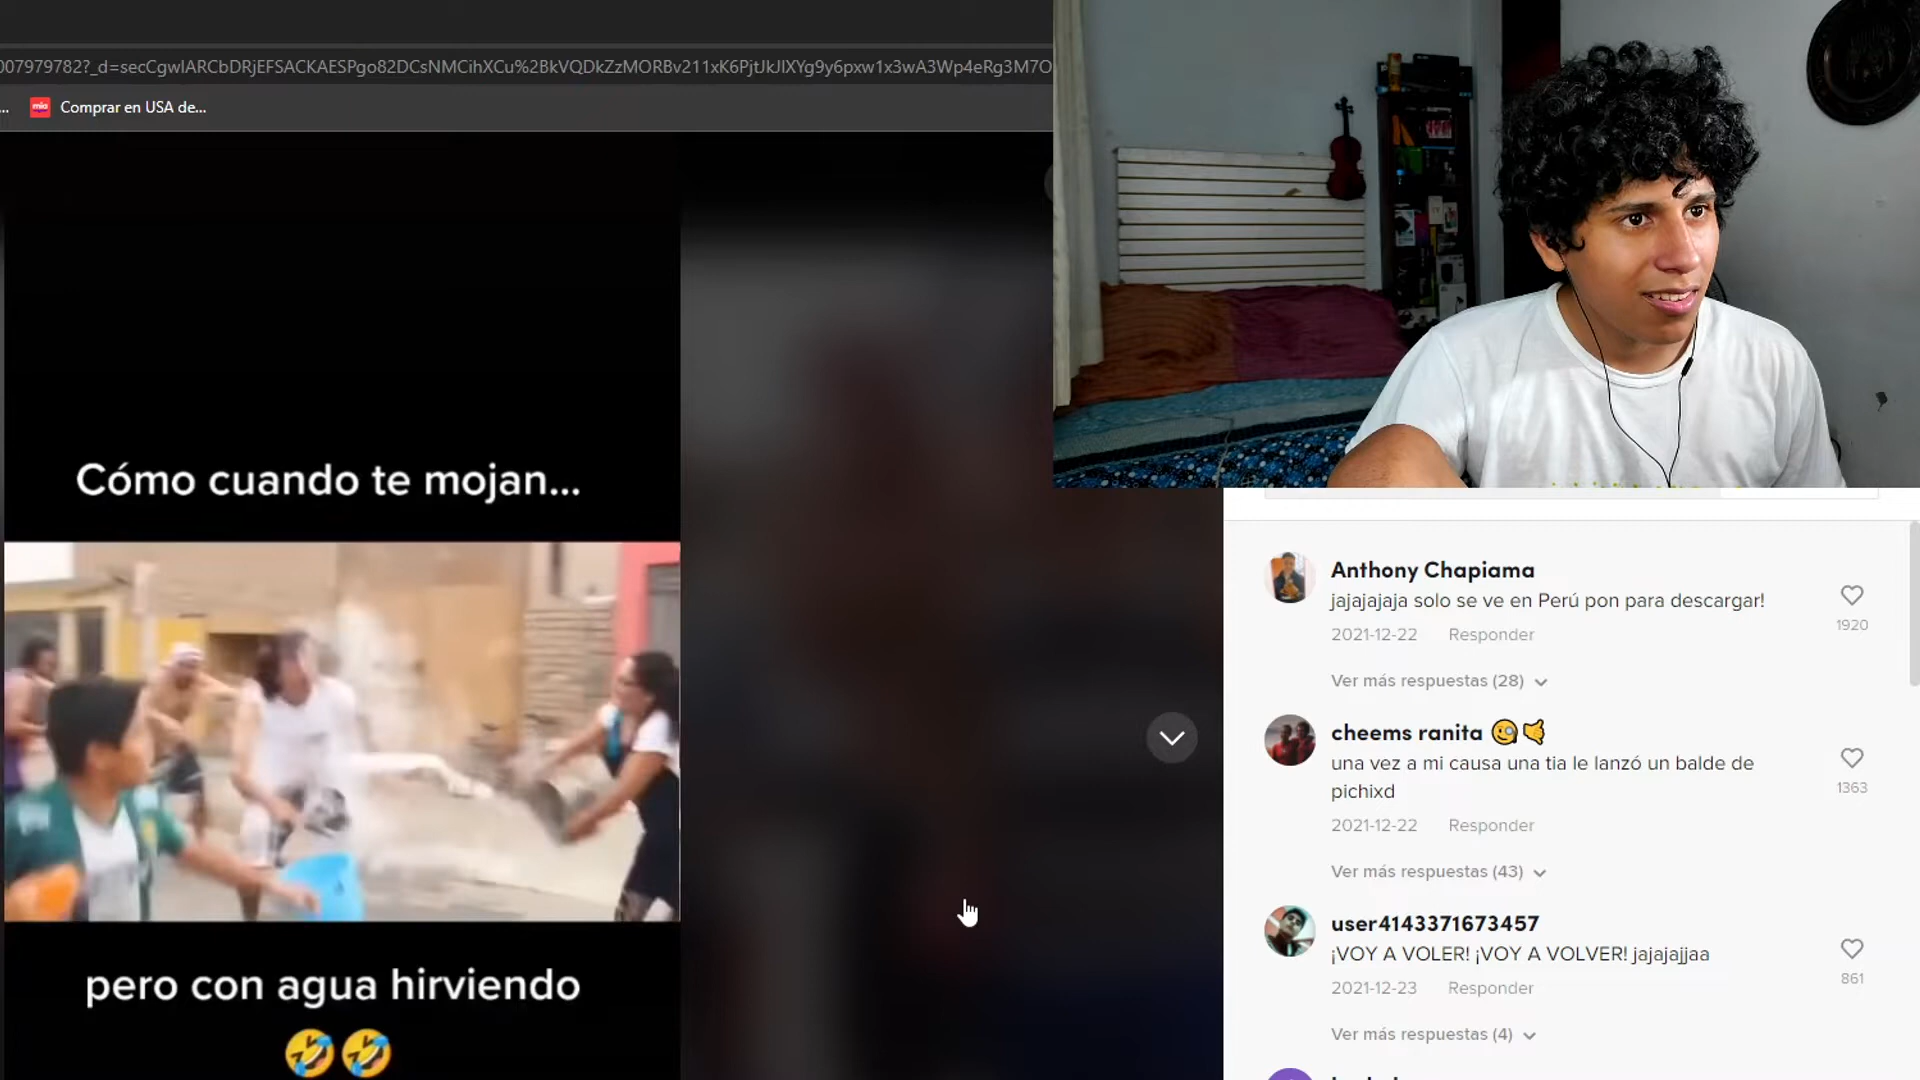 007979782?_d=secCgwIARCbDRjEFSACKAESPgo82DCsNMCihXCu%2BkVQDkZzMORBv211xK6PjtJkJIXYg9y6pxw1x3wA3Wp4eRg3M7O
... mia Comprar en USA de...
Cómo cuando te mojan...
pero con agua hirviendo
🤣🤣
Anthony Chapiama
jajajajaja solo se ve en Perú pon para descargar!
1920
2021-12-22 Responder
Ver más respuestas (28)
cheems ranita 🧐🤙
una vez a mi causa una tia le lanzó un balde de
pichixd
1363
2021-12-22 Responder
Ver más respuestas (43)
user4143371673457
¡VOY A VOLER! ¡VOY A VOLVER! jajajajjaa
861
2021-12-23 Responder
Ver más respuestas (4)